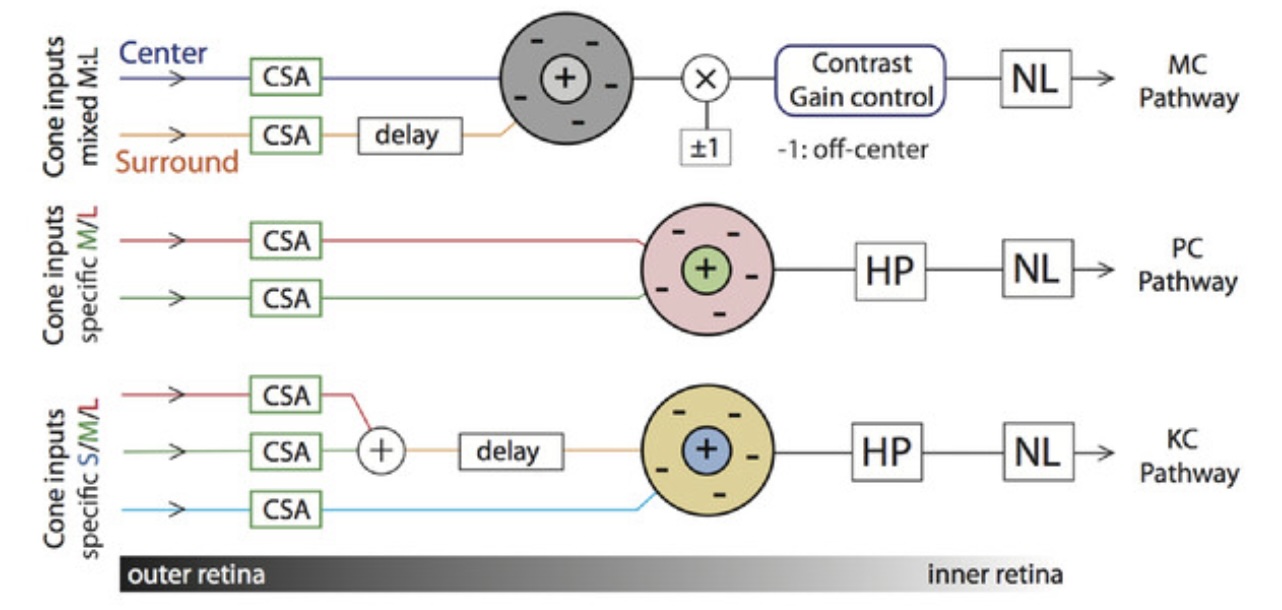 Cone inputs
mixed M:L
Center
CSA
Surround
CSA
delay
+
-
-
-
-
-
×
±1
Contrast
Gain control
-1: off-center
NL
MC
Pathway
Cone inputs
specific M/L
CSA
CSA
+
-
-
-
-
-
HP
NL
PC
Pathway
Cone inputs
specific S/M/L
CSA
CSA
CSA
+
delay
+
-
-
-
-
-
HP
NL
KC
Pathway
outer retina
inner retina